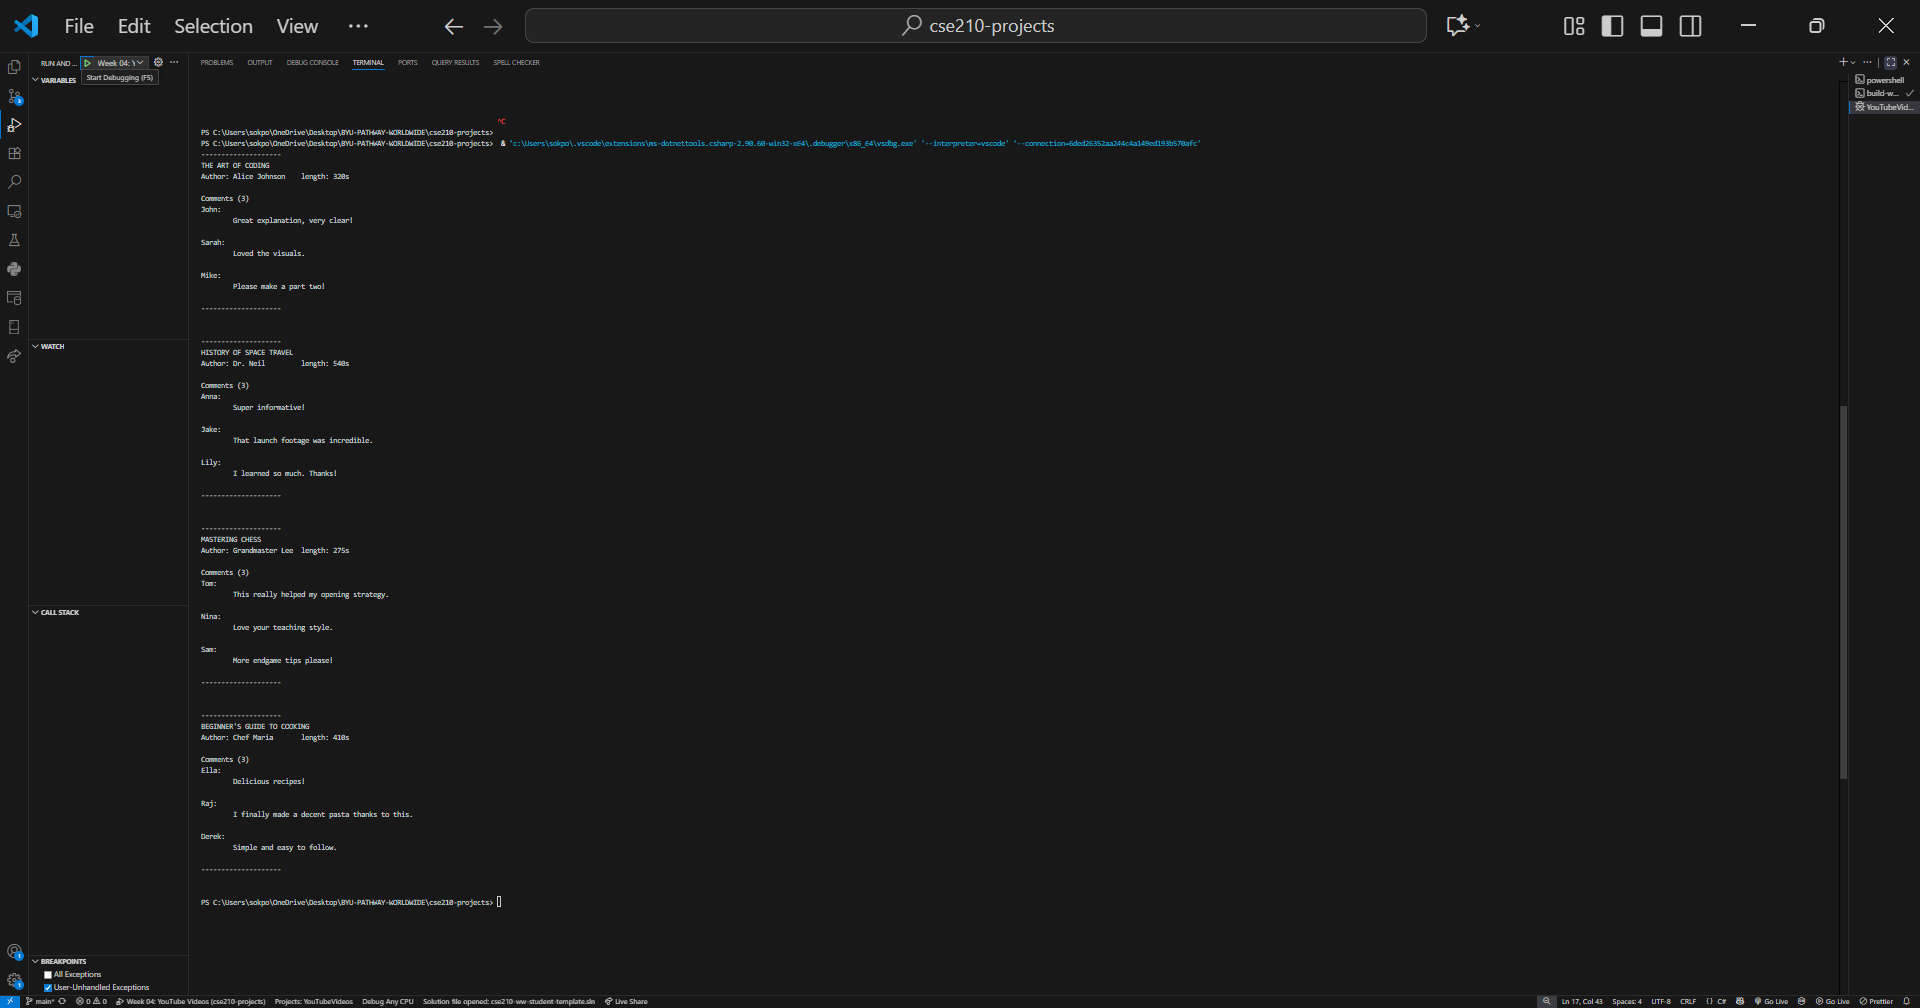 File Edit Selection View ···
cse210-projects
RUN AND ... Week 04: Y
Start Debugging (F5)
VARIABLES
WATCH
CALL STACK
BREAKPOINTS
All Exceptions
User-Unhandled Exceptions
PROBLEMS OUTPUT DEBUG CONSOLE TERMINAL PORTS QUERY RESULTS SPELL CHECKER
powershell
build-w...
YouTubeVid...
^C
PS C:\Users\sokpo\OneDrive\Desktop\BYU-PATHWAY-WORLDWIDE\cse210-projects>
PS C:\Users\sokpo\OneDrive\Desktop\BYU-PATHWAY-WORLDWIDE\cse210-projects> & 'c:\Users\sokpo\.vscode\extensions\ms-dotnettools.csharp-2.90.60-win32-x64\.debugger\x86_64\vsdbg.exe' '--interpreter=vscode' '--connection=6ded26352aa244c4a149ed193b570afc'
--------------------
THE ART OF CODING
Author: Alice Johnson length: 320s
Comments (3)
John:
Great explanation, very clear!
Sarah:
Loved the visuals.
Mike:
Please make a part two!
--------------------
--------------------
HISTORY OF SPACE TRAVEL
Author: Dr. Neil length: 540s
Comments (3)
Anna:
Super informative!
Jake:
That launch footage was incredible.
Lily:
I learned so much. Thanks!
--------------------
--------------------
MASTERING CHESS
Author: Grandmaster Lee length: 275s
Comments (3)
Tom:
This really helped my opening strategy.
Nina:
Love your teaching style.
Sam:
More endgame tips please!
--------------------
--------------------
BEGINNER'S GUIDE TO COOKING
Author: Chef Maria length: 410s
Comments (3)
Ella:
Delicious recipes!
Raj:
I finally made a decent pasta thanks to this.
Derek:
Simple and easy to follow.
--------------------
PS C:\Users\sokpo\OneDrive\Desktop\BYU-PATHWAY-WORLDWIDE\cse210-projects>
main* 0 0 Week 04: YouTube Videos (cse210-projects) Projects: YouTubeVideos Debug Any CPU Solution file opened: cse210-ww-student-template.sln Live Share Ln 17, Col 43 Spaces: 4 UTF-8 CRLF {} C# Go Live Go Live Prettier